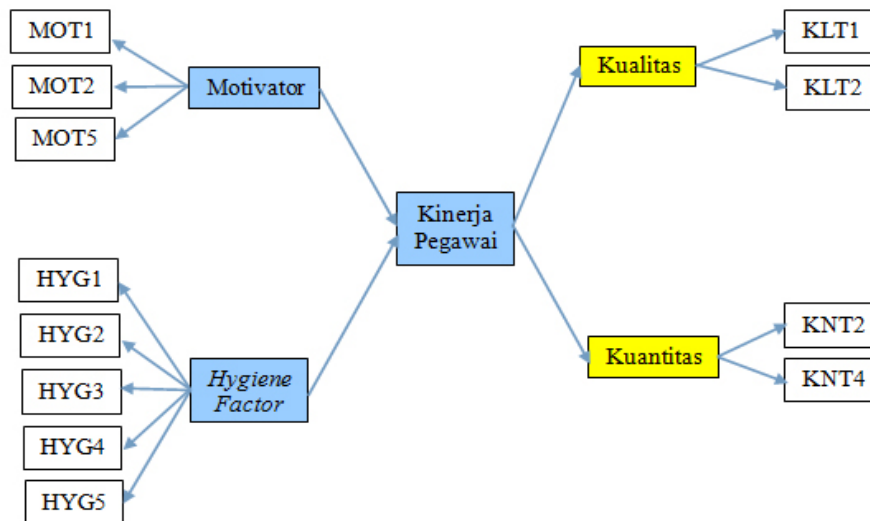 MOT1
MOT2
MOT5
Motivator
HYG1
HYG2
HYG3
HYG4
HYG5
Hygiene
Factor
Kinerja
Pegawai
Kualitas
KLT1
KLT2
Kuantitas
KNT2
KNT4